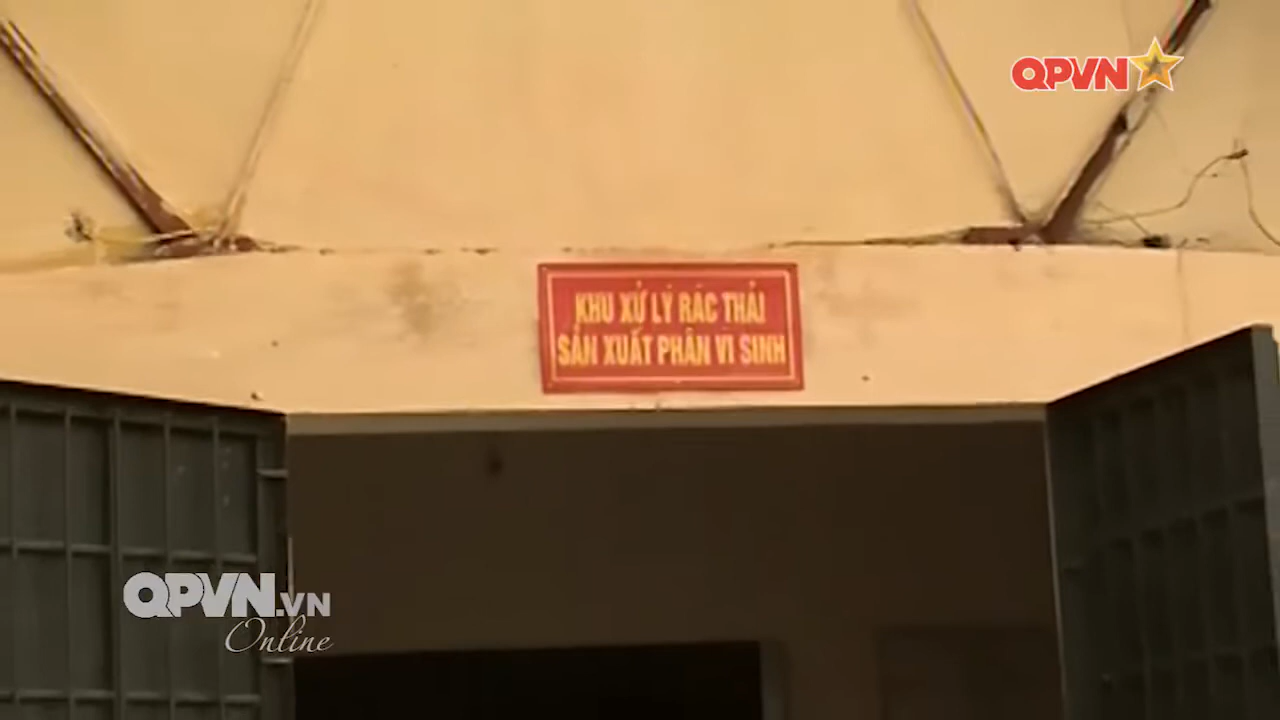 QPVN
KHU XỬ LÝ RÁC THẢI
SẢN XUẤT PHÂN VI SINH
QPVN.VN
Online